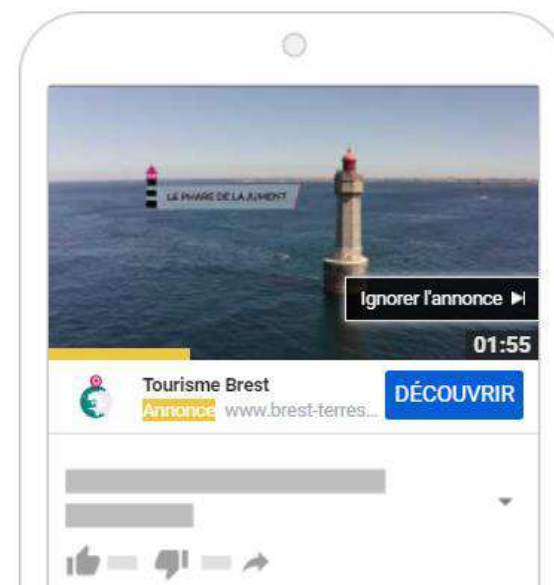 LE PHARE DE LA JUMENT
Ignorer l'annonce
01:55
Tourisme Brest
DÉCOUVRIR
Annonce www.brest-terres...